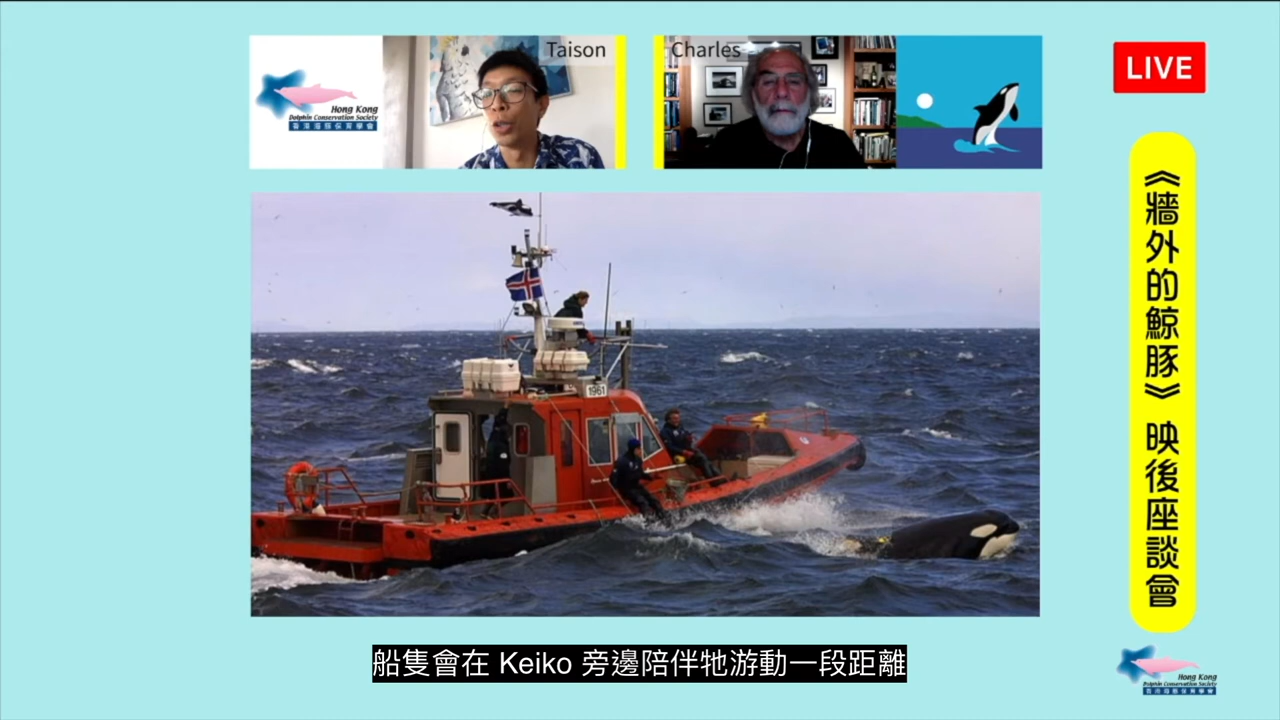 Taison
Charles
LIVE
Hong Kong
Dolphin Conservation Society
香港海豚保育學會
1961
《牆外的鯨豚》 映後座談會
船隻會在 Keiko 旁邊陪伴牠游動一段距離
Hong Kong
Dolphin Conservation Society
香港海豚保育學會